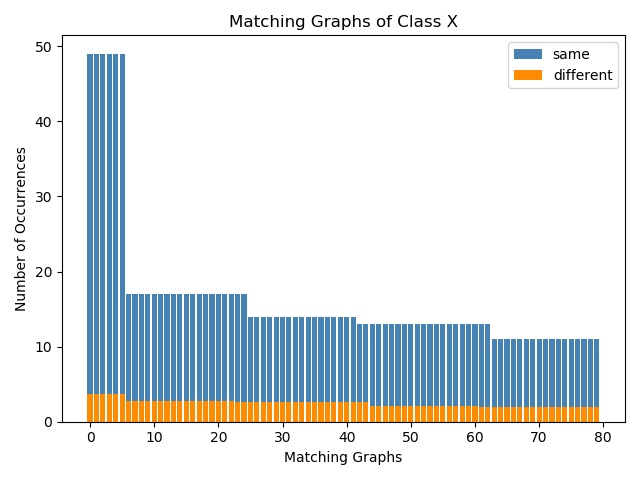 Matching Graphs of Class X
same
different
Number of Occurrences
50
40
30
20
10
0
0 10 20 30 40 50 60 70 80
Matching Graphs